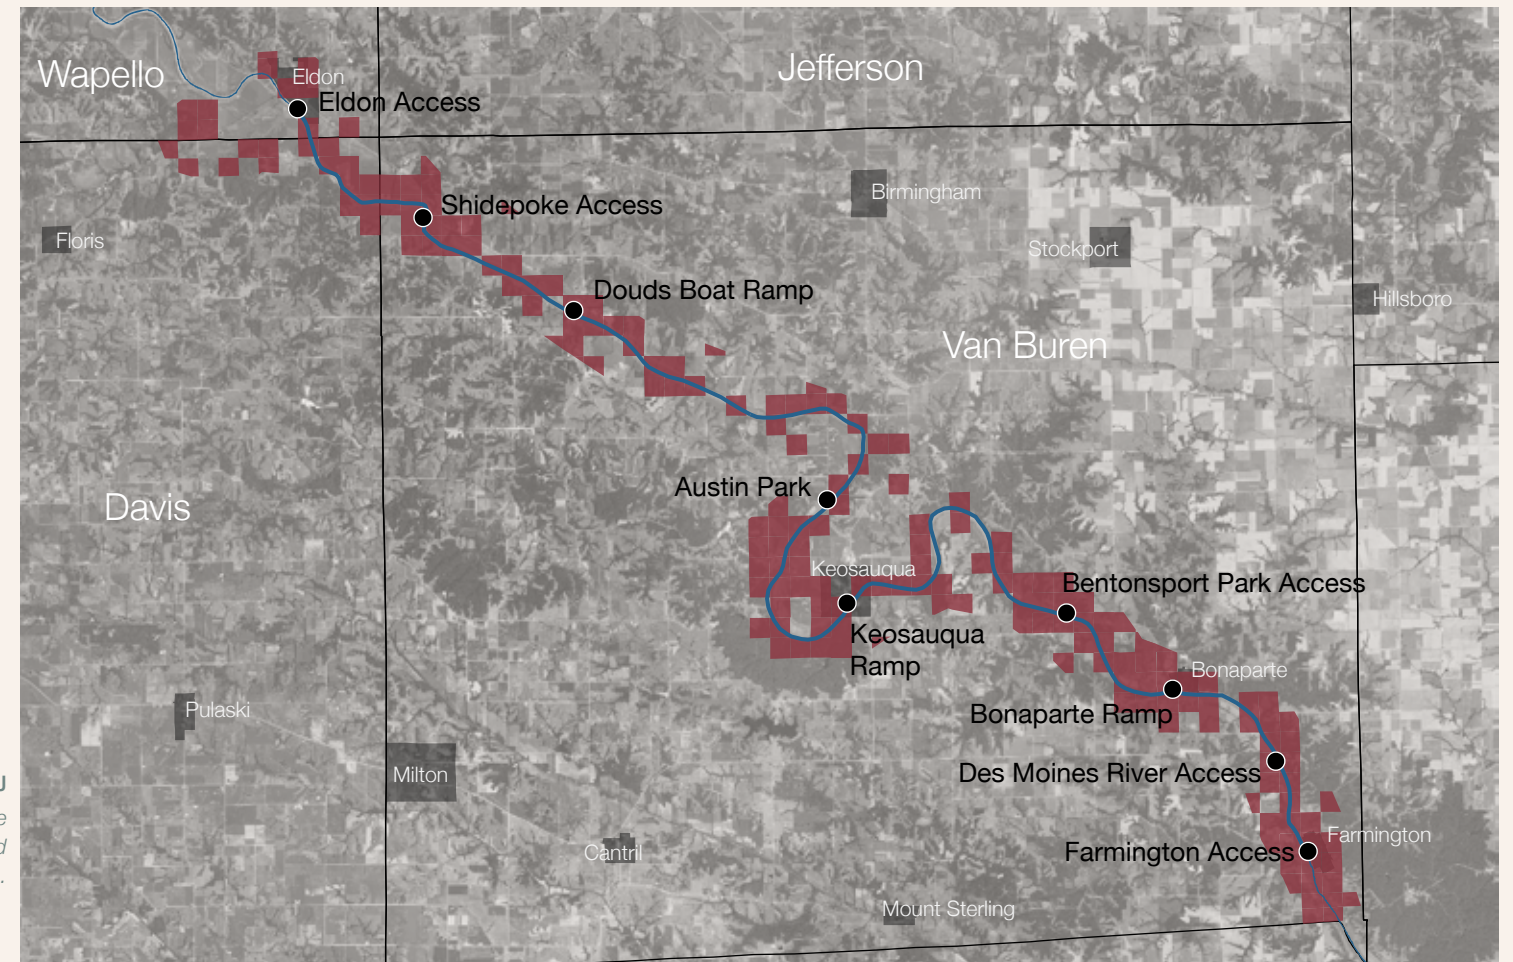 Wapello
Jefferson
Eldon
Eldon Access
Birmingham
Shidepoke Access
Floris
Stockport
Douds Boat Ramp
Hillsboro
Van Buren
Austin Park
Davis
Keosauqua
Bentonsport Park Access
Keosauqua
Ramp
Bonaparte
Pulaski
Bonaparte Ramp
Milton
Des Moines River Access
Farmington
Cantril
Farmington Access
Mount Sterling